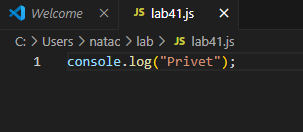 Welcome JS lab41.js
C: > Users > natac > lab > JS lab41.js
1 console.log("Privet");